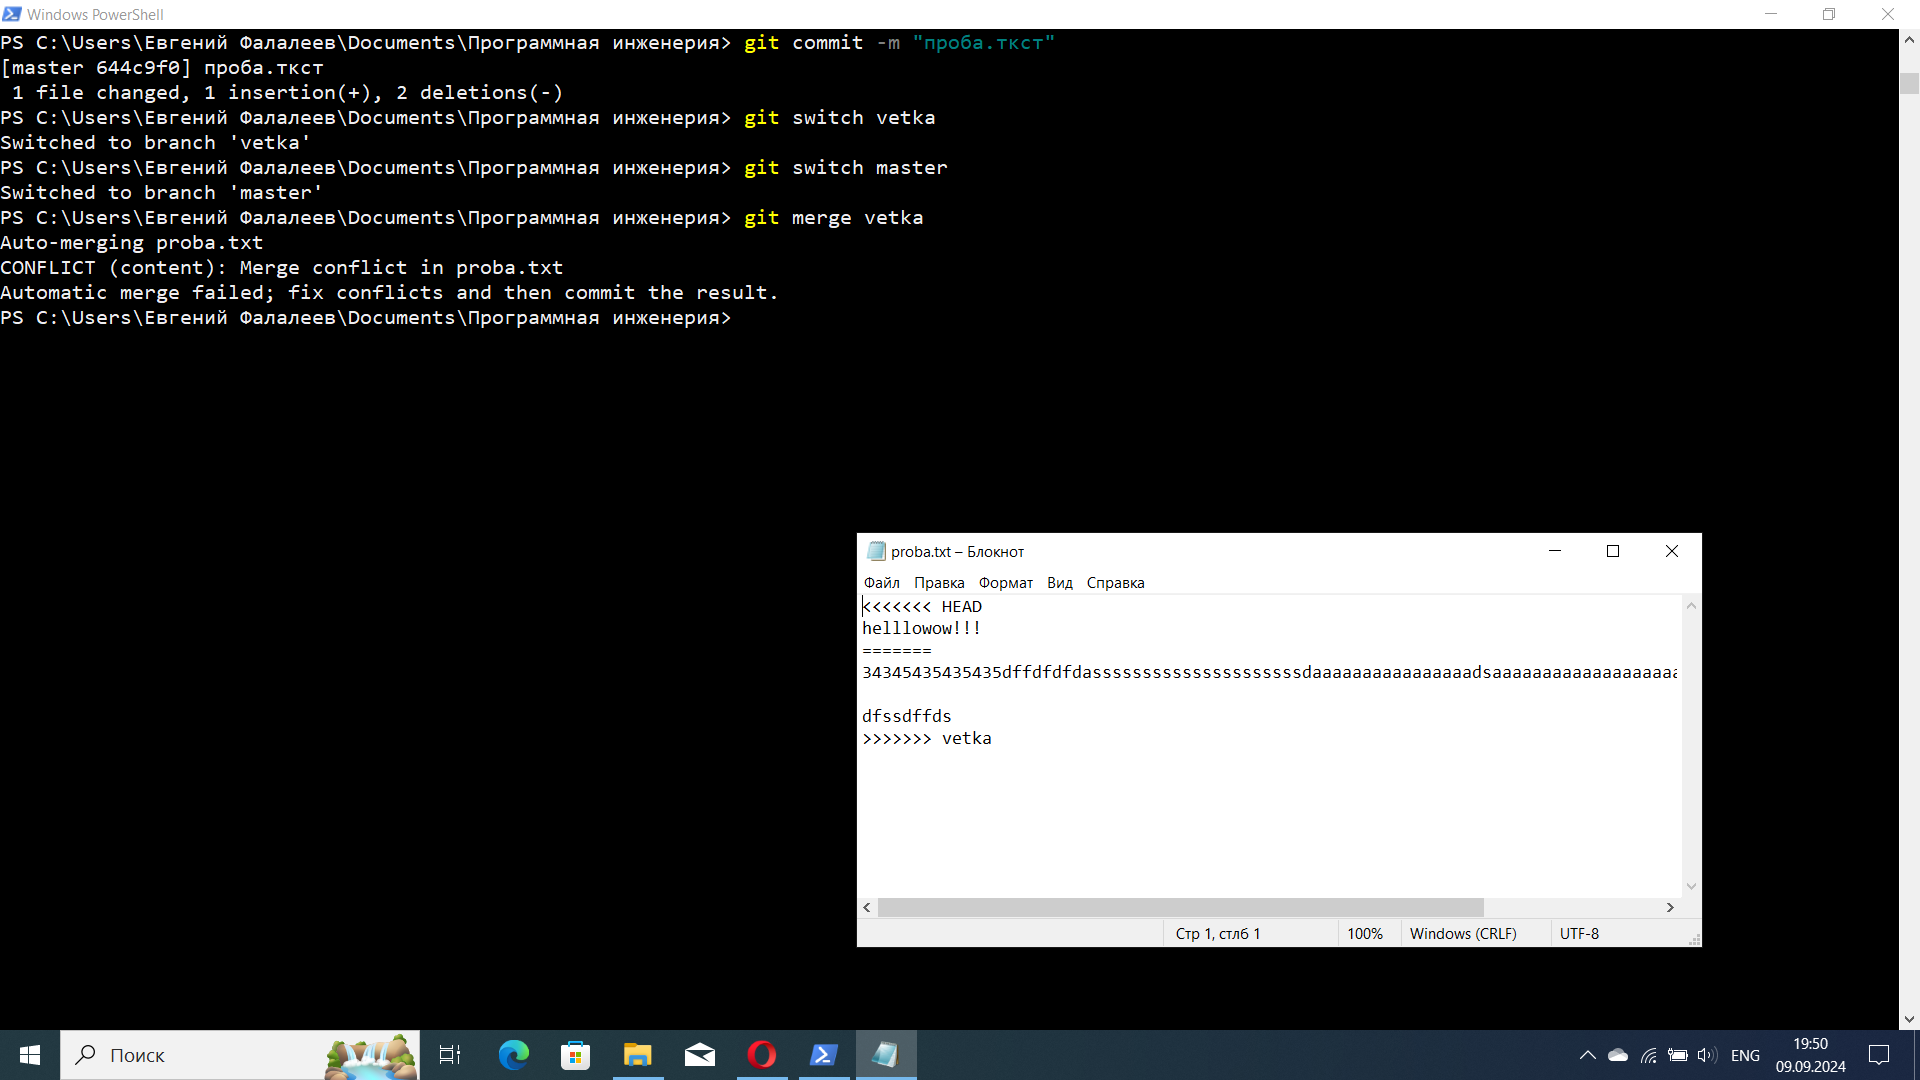 Windows PowerShell
PS C:\Users\Евгений Фалалеев\Documents\Программная инженерия> git commit -m "проба.ткст"
[master 644c9f0] проба.ткст
 1 file changed, 1 insertion(+), 2 deletions(-)
PS C:\Users\Евгений Фалалеев\Documents\Программная инженерия> git switch vetka
Switched to branch 'vetka'
PS C:\Users\Евгений Фалалеев\Documents\Программная инженерия> git switch master
Switched to branch 'master'
PS C:\Users\Евгений Фалалеев\Documents\Программная инженерия> git merge vetka
Auto-merging proba.txt
CONFLICT (content): Merge conflict in proba.txt
Automatic merge failed; fix conflicts and then commit the result.
PS C:\Users\Евгений Фалалеев\Documents\Программная инженерия>
proba.txt – Блокнот
Файл Правка Формат Вид Справка
<<<<<<< HEAD
helllowow!!!
=======
34345435435435dffdfdfdasssssssssssssssssssssdaaaaaaaaaaaaaaaadsaaaaaaaaaaaaaaaaaaa
dfssdffds
>>>>>>> vetka
Стр 1, стлб 1 100% Windows (CRLF) UTF-8
Поиск
ENG
19:50
09.09.2024